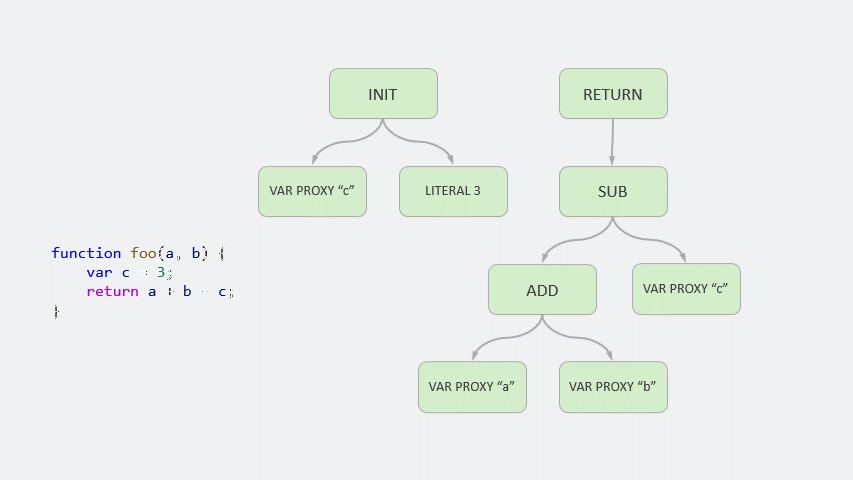 INIT
RETURN
VAR PROXY “c”
LITERAL 3
SUB
function foo(a, b) {
var c = 3;
return a + b - c;
}
ADD
VAR PROXY “c”
VAR PROXY “a”
VAR PROXY “b”